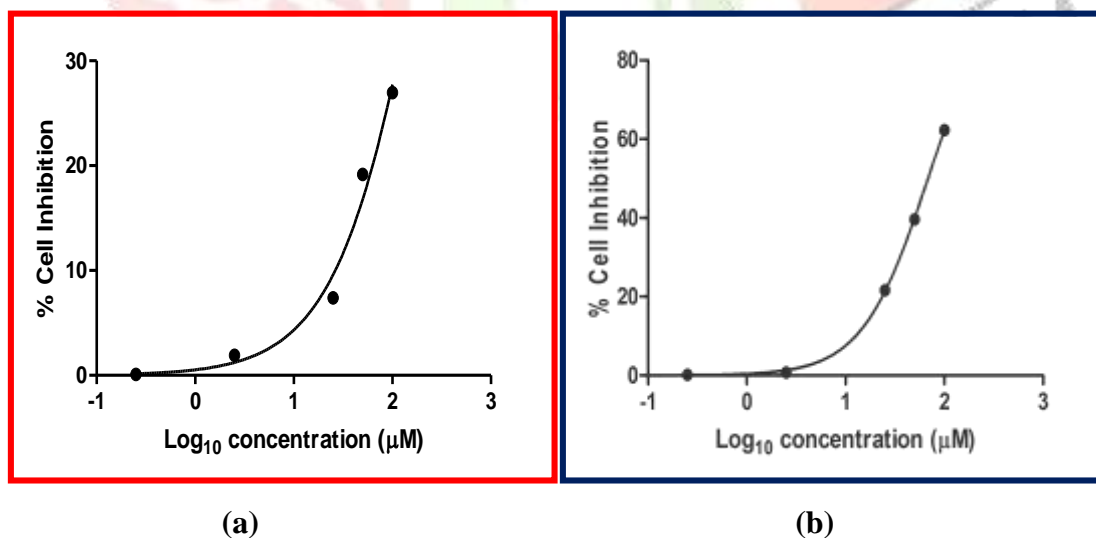 30
20
10
0
-1 0 1 2 3
% Cell Inhibition
Log10 concentration (µM)
80
60
40
20
0
-1 0 1 2 3
% Cell Inhibition
Log10 concentration (µM)
(a) (b)